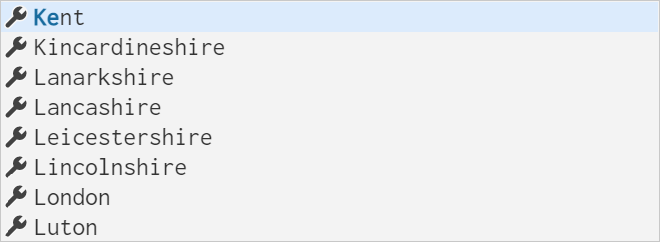 Kent
Kincardineshire
Lanarkshire
Lancashire
Leicestershire
Lincolnshire
London
Luton